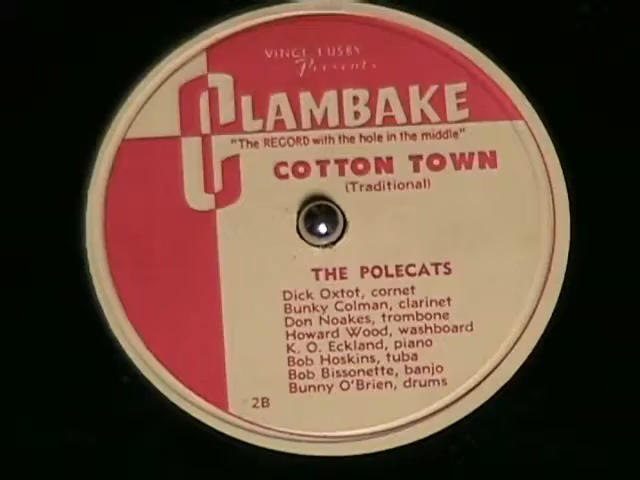 VINCE LUSBY
Presents
CLAMBAKE
"The RECORD with the hole in the middle"
COTTON TOWN
(Traditional)
THE POLECATS
Dick Oxtot, cornet
Bunky Colman, clarinet
Don Noakes, trombone
Howard Wood, washboard
K. O. Eckland, piano
Bob Hoskins, tuba
Bob Bissonette, banjo
Bunny O'Brien, drums
2B